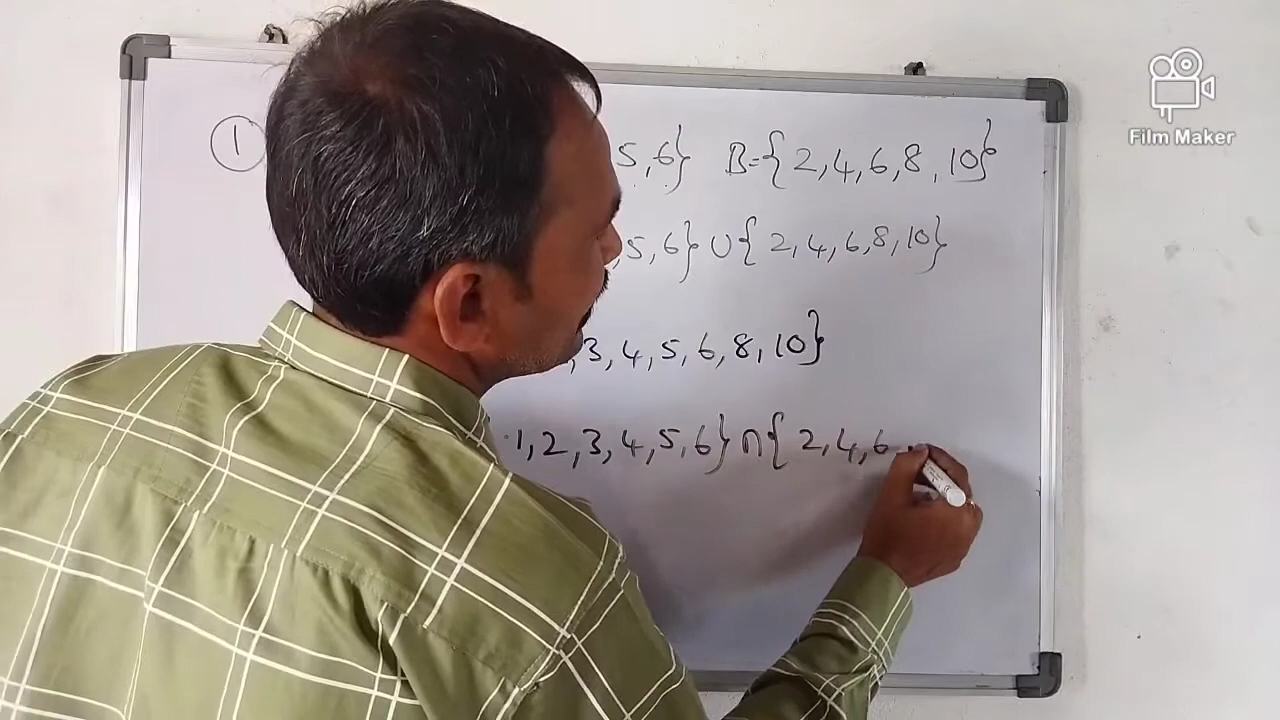 ① 5,6} B={2,4,6,8,10}
,5,6}∪{2,4,6,8,10}
,3,4,5,6,8,10}
1,2,3,4,5,6}∩{2,4,6
Film Maker